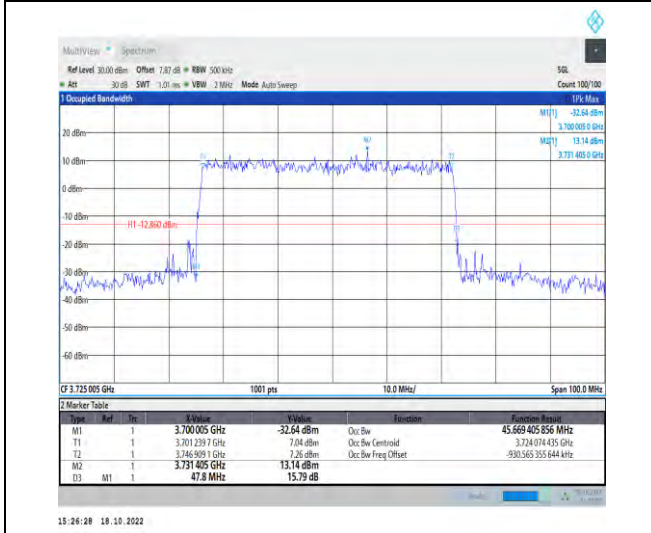 MultiView Spectrum
Ref Level 30.00 dBm Offset 7.87 dB RBW 500 kHz SGL
Att 30 dB SWT 1.01 ms VBW 2 MHz Mode Auto Sweep Count 100/100
1 Occupied Bandwidth 1Pk Max
M1[1] -32.64 dBm
3.700 005 0 GHz
20 dBm M2[1] 13.14 dBm
M2 3.731 405 0 GHz
10 dBm T1 T2
0 dBm
-10 dBm
H1 -12.860 dBm
D3
-20 dBm
-30 dBm M1
-40 dBm
-50 dBm
-60 dBm
CF 3.725 005 GHz 1001 pts 10.0 MHz/ Span 100.0 MHz
2 Marker Table
Type Ref Trc X-Value Y-Value Function Function Result
M1 1 3.700 005 GHz -32.64 dBm Occ Bw 45.669 405 856 MHz
T1 1 3.701 239 7 GHz 7.04 dBm Occ Bw Centroid 3.724 074 435 GHz
T2 1 3.746 909 1 GHz 7.26 dBm Occ Bw Freq Offset -930.565 355 644 kHz
M2 1 3.731 405 GHz 13.14 dBm
D3 M1 1 47.8 MHz 15.79 dB
15:26:28 18.10.2022